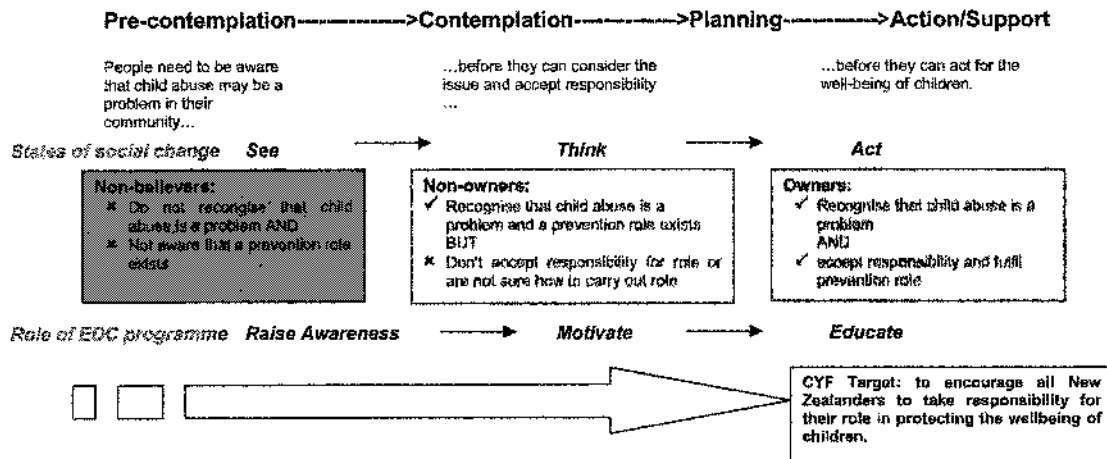 Pre-contemplation------------->Contemplation------------->Planning---------->Action/Support
People need to be aware
that child abuse may be a
problem in their
community…
…before they can consider the
issue and accept responsibility
…
…before they can act for the
well-being of children.
States of social change See Think Act
Non-believers:
× Do not recongise that child
abuse is a problem AND
× Not aware that a prevention role
exists
Non-owners:
✓ Recognise that child abuse is a
problem and a prevention role exists
BUT
× Don't accept responsibility for role or
are not sure how to carry out role
Owners:
✓ Recognise that child abuse is a
problem
AND
✓ accept responsibility and fulfil
prevention role
Role of EDC programme Raise Awareness Motivate Educate
CYF Target: to encourage all New
Zealanders to take responsibility for
their role in protecting the wellbeing of
children.